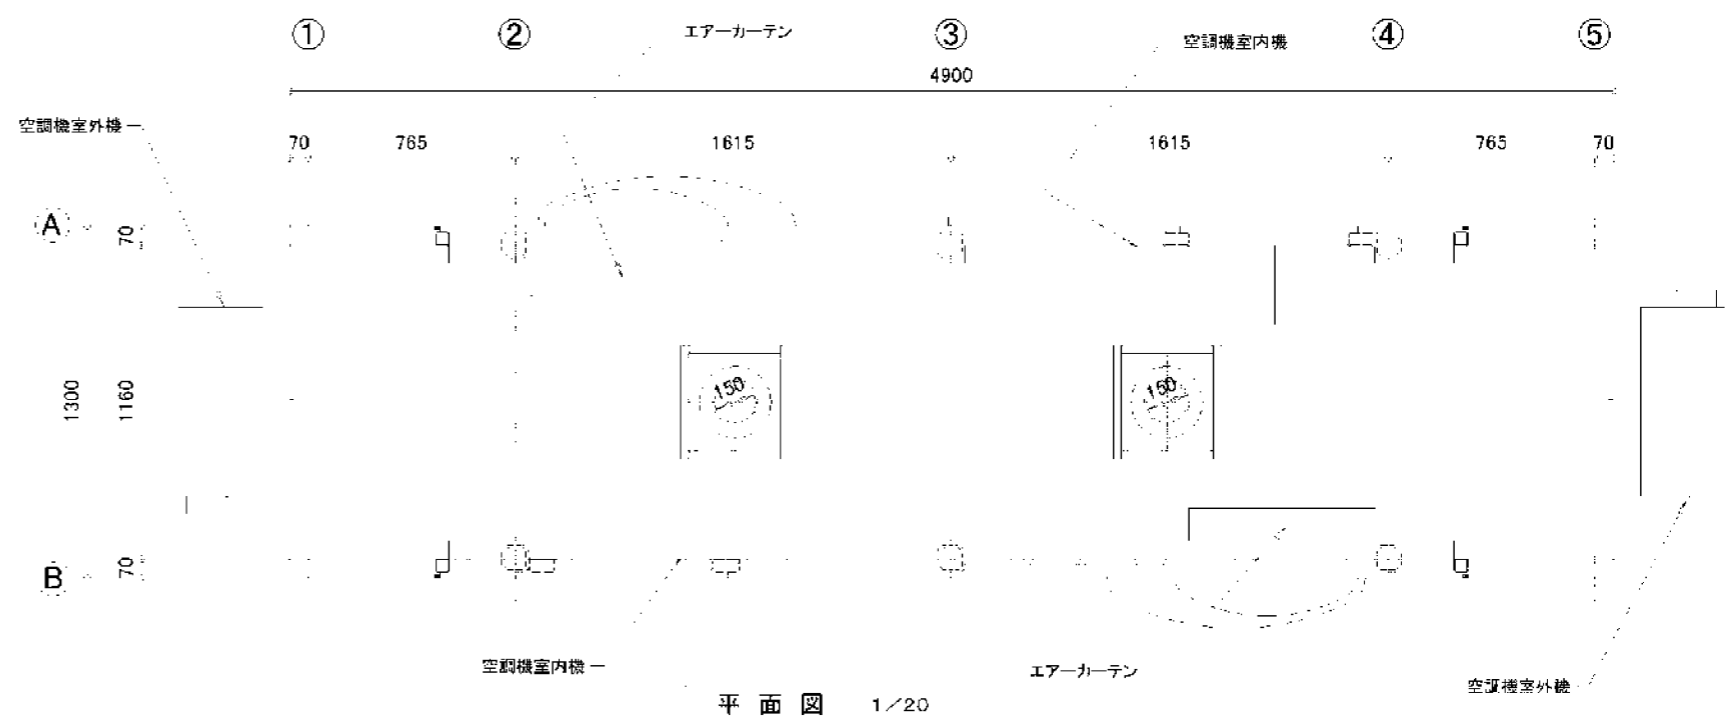 ① ② エアーカーテン ③ 空調機室内機 ④ ⑤
4900
空調機室外機
70 765 1615 1615 765 70
A 70
1300 1160 150 150
B 70
空調機室内機 エアーカーテン 空調機室外機
平面図 1/20